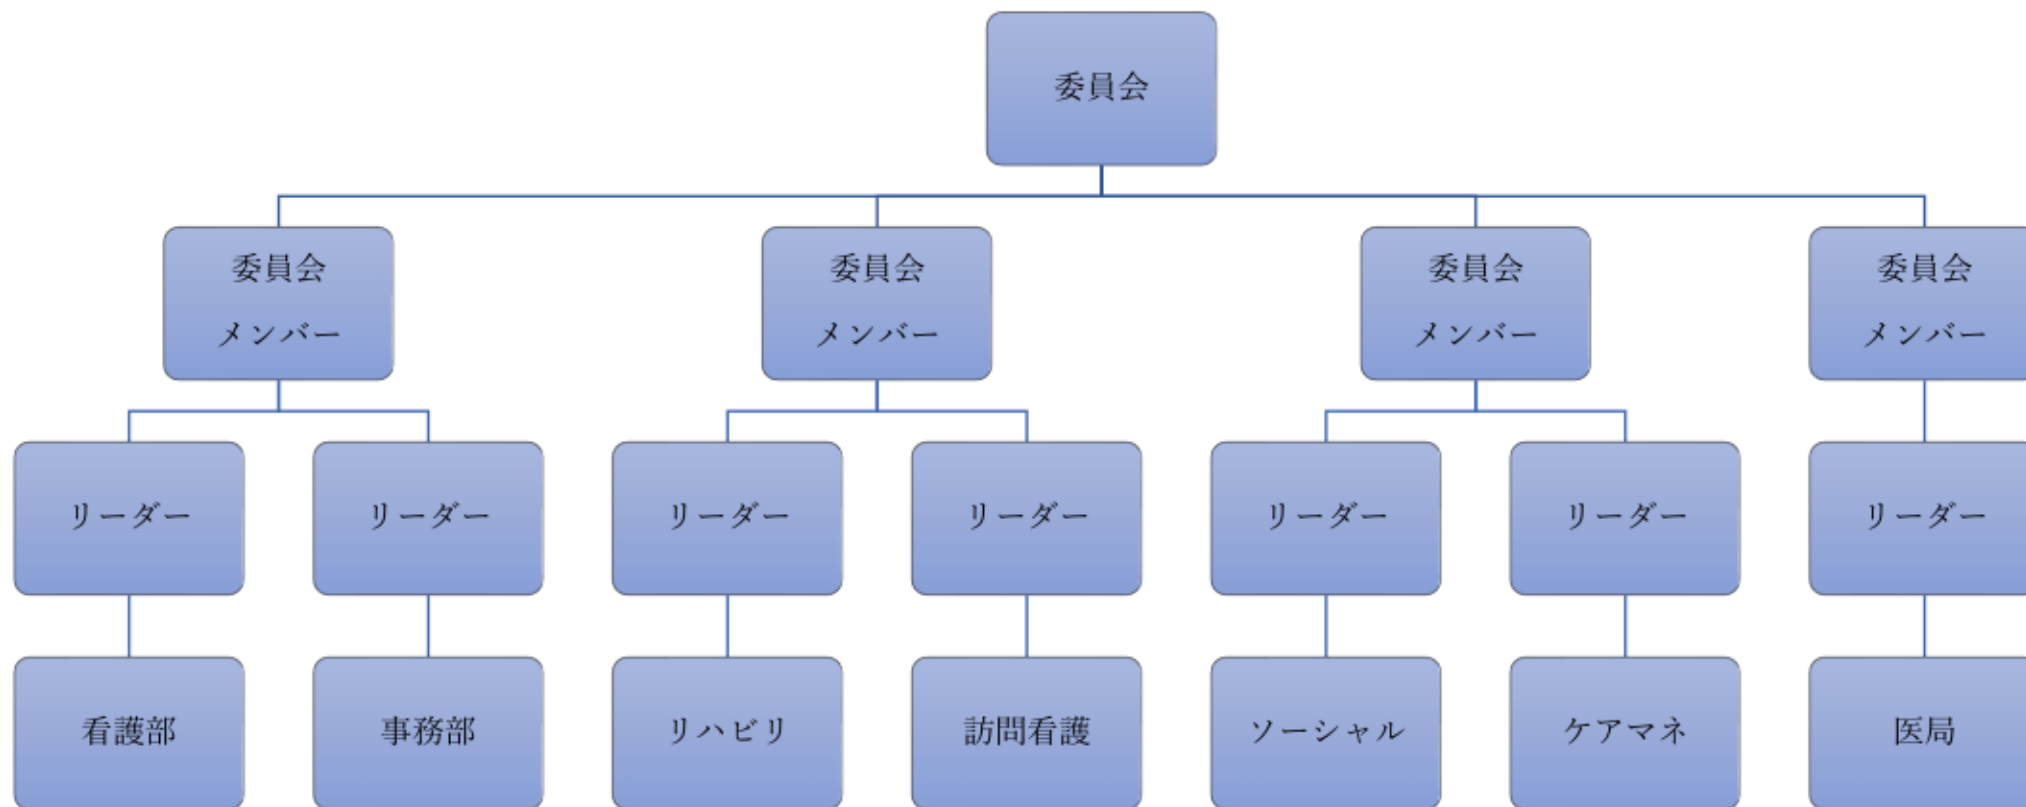 委員会
委員会
メンバー
委員会
メンバー
委員会
メンバー
委員会
メンバー
リーダー
リーダー
リーダー
リーダー
リーダー
リーダー
リーダー
看護部
事務部
リハビリ
訪問看護
ソーシャル
ケアマネ
医局